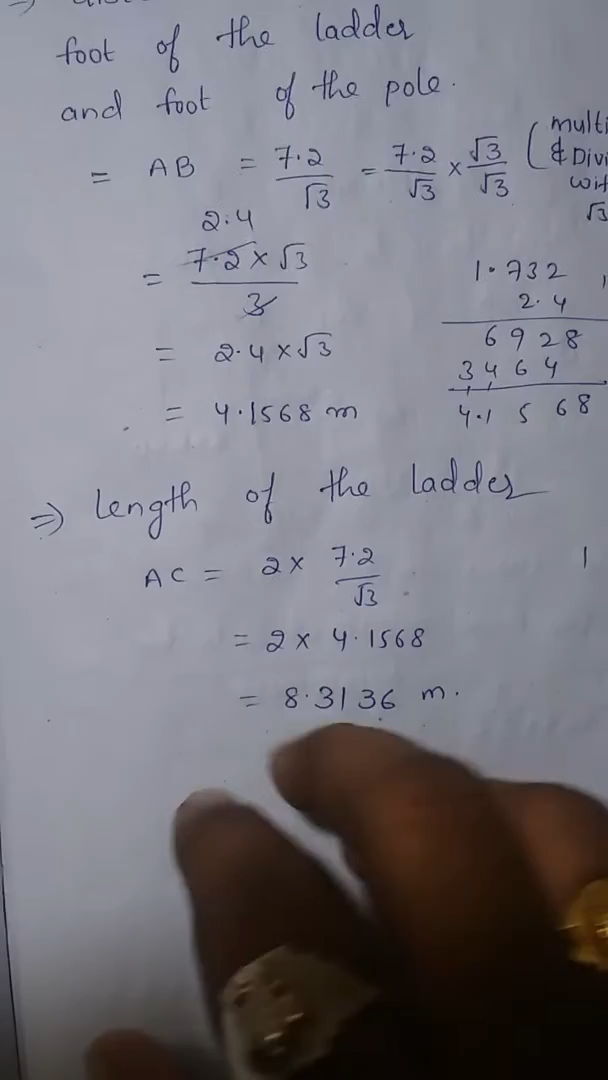 foot of the ladder
and foot of the pole.
= AB = 7.2/√3 = 7.2/√3 × √3/√3 (multi
& Divi
wit
√3
2.4
= 7.2 × √3 / 3
= 2.4 × √3
= 4.1568 m
1.732
2.4
6928
3464
4.1568
⇒ Length of the ladder
AC = 2 × 7.2/√3
= 2 × 4.1568
= 8.3136 m.